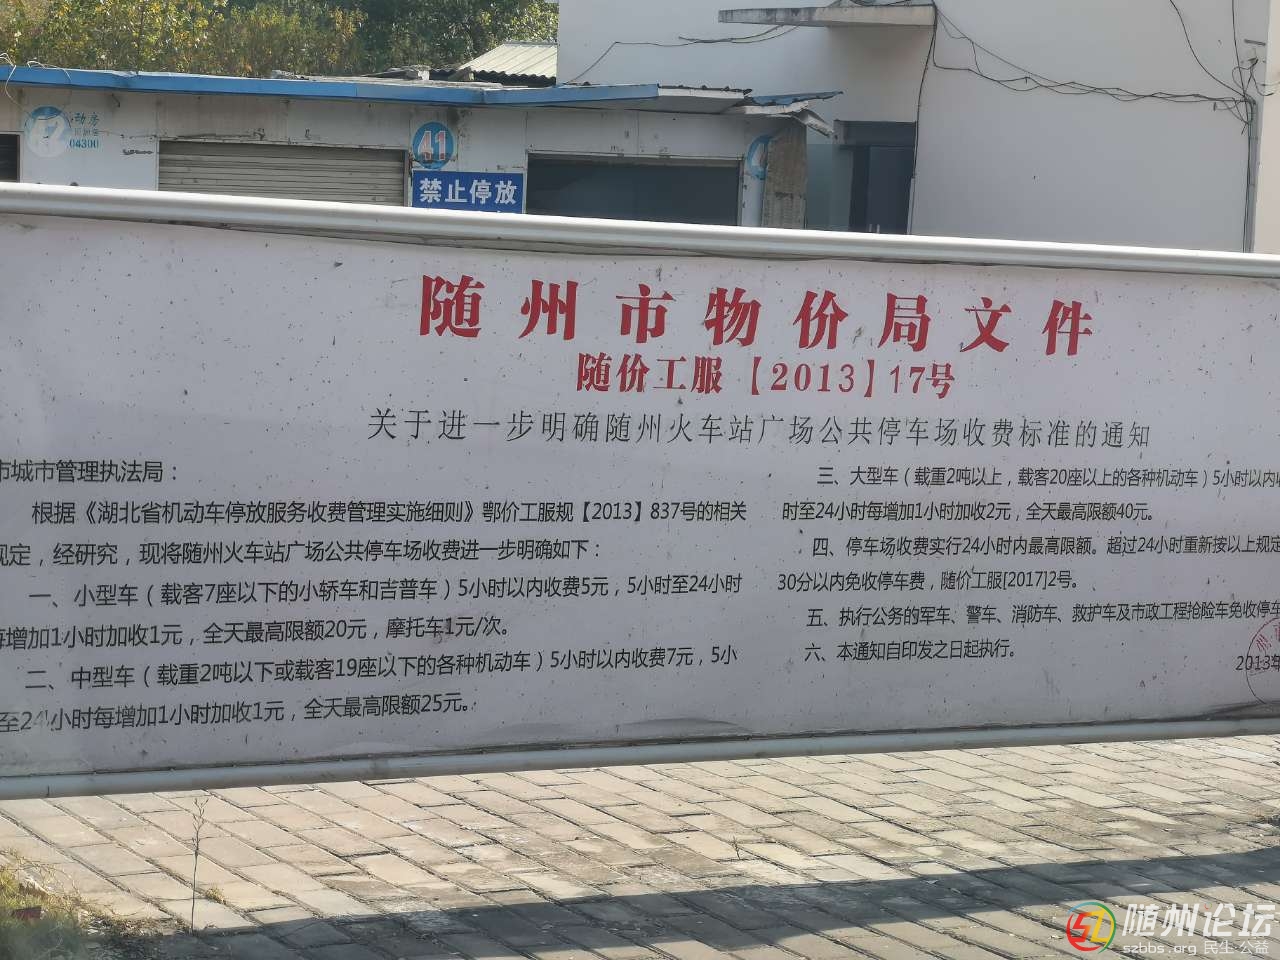 42
动房
04300
41
禁止停放
随州市物价局文件
随价工服【2013】17号
关于进一步明确随州火车站广场公共停车场收费标准的通知
市城市管理执法局：
根据《湖北省机动车停放服务收费管理实施细则》鄂价工服规【2013】837号的相关
规定，经研究，现将随州火车站广场公共停车场收费进一步明确如下：
一、小型车（载客7座以下的小轿车和吉普车）5小时以内收费5元，5小时至24小时
每增加1小时加收1元，全天最高限额20元，摩托车1元/次。
二、中型车（载重2吨以下或载客19座以下的各种机动车）5小时以内收费7元，5小
至24小时每增加1小时加收1元，全天最高限额25元。
三、大型车（载重2吨以上，载客20座以上的各种机动车）5小时以内收
时至24小时每增加1小时加收2元，全天最高限额40元。
四、停车场收费实行24小时内最高限额。超过24小时重新按以上规定
30分以内免收停车费，随价工服[2017]2号。
五、执行公务的军车、警车、消防车、救护车及市政工程抢险车免收停车
六、本通知自印发之日起执行。
2013年
随州论坛
szbbs.org 民生·公益